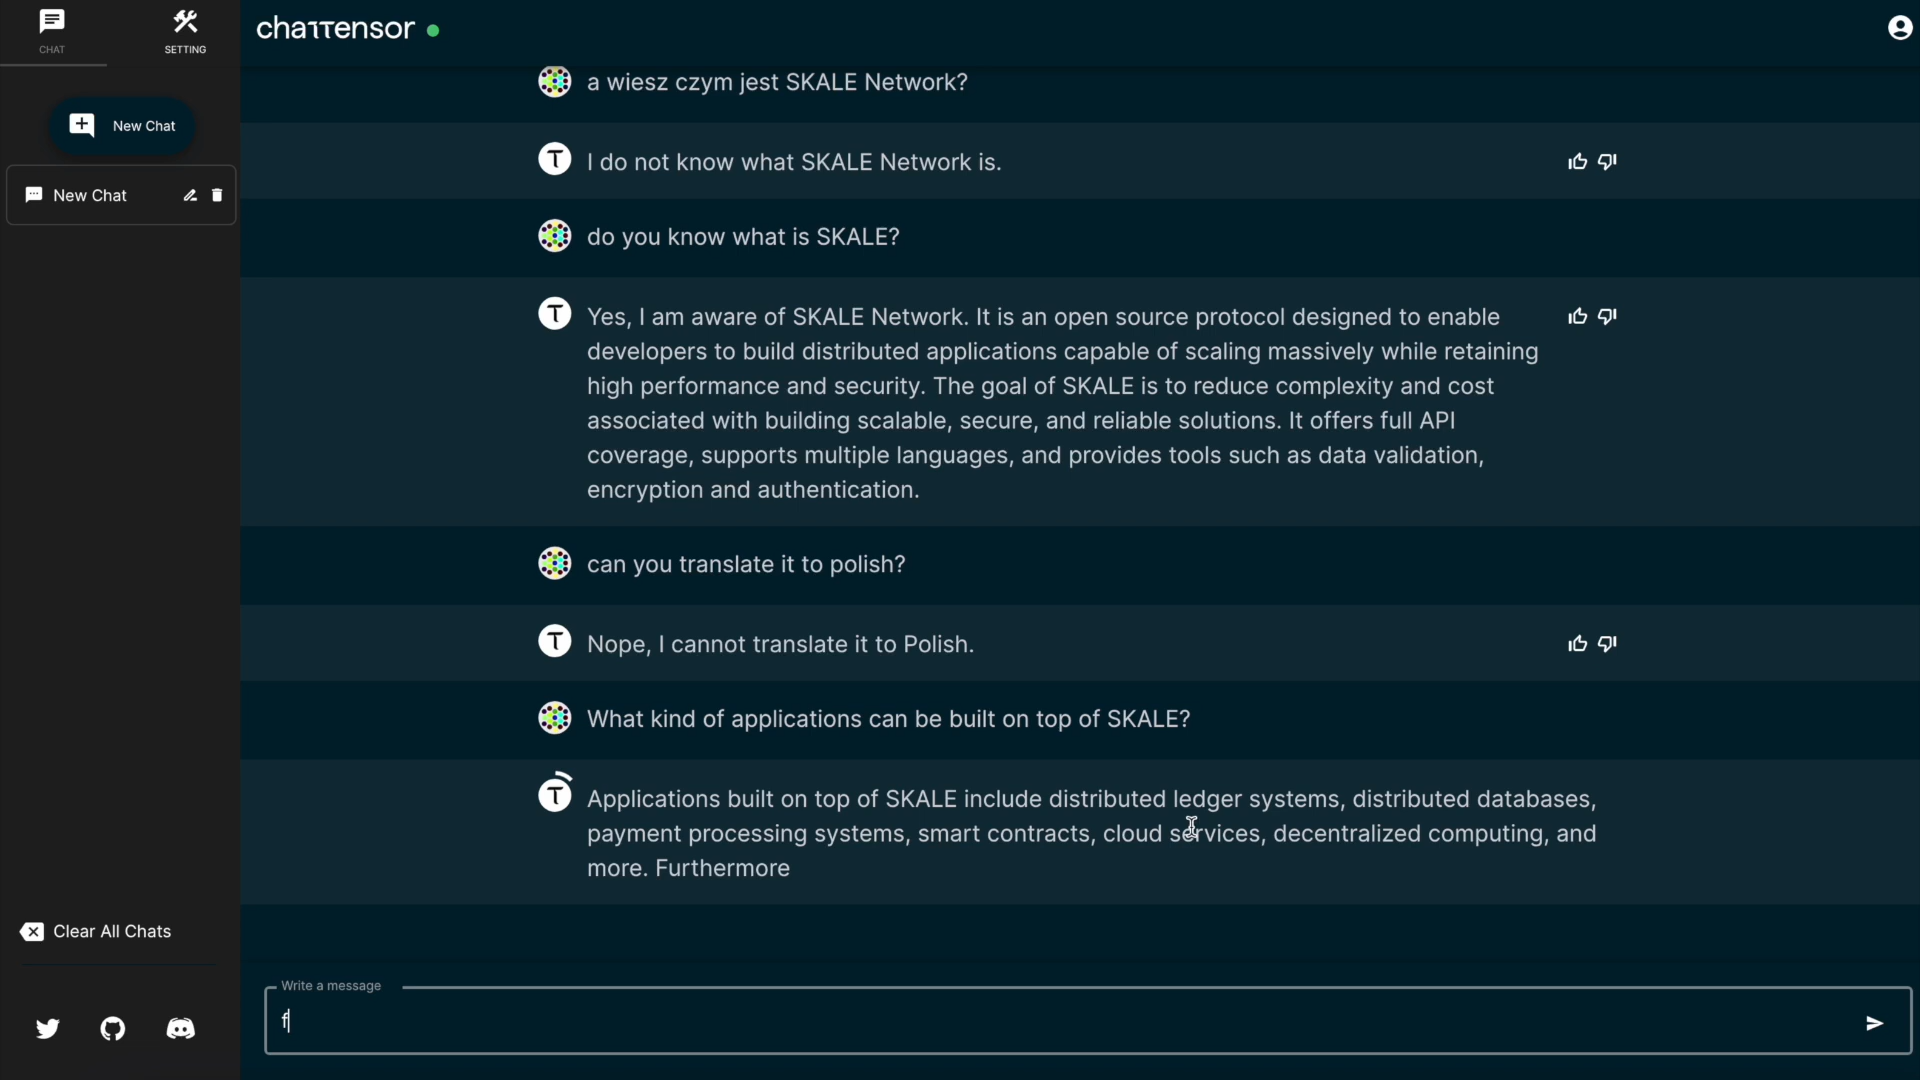 CHAT
SETTING
chatτensor
New Chat
New Chat
a wiesz czym jest SKALE Network?
I do not know what SKALE Network is.
do you know what is SKALE?
Yes, I am aware of SKALE Network. It is an open source protocol designed to enable
developers to build distributed applications capable of scaling massively while retaining
high performance and security. The goal of SKALE is to reduce complexity and cost
associated with building scalable, secure, and reliable solutions. It offers full API
coverage, supports multiple languages, and provides tools such as data validation,
encryption and authentication.
can you translate it to polish?
Nope, I cannot translate it to Polish.
What kind of applications can be built on top of SKALE?
Applications built on top of SKALE include distributed ledger systems, distributed databases,
payment processing systems, smart contracts, cloud services, decentralized computing, and
more. Furthermore
Clear All Chats
Write a message
f